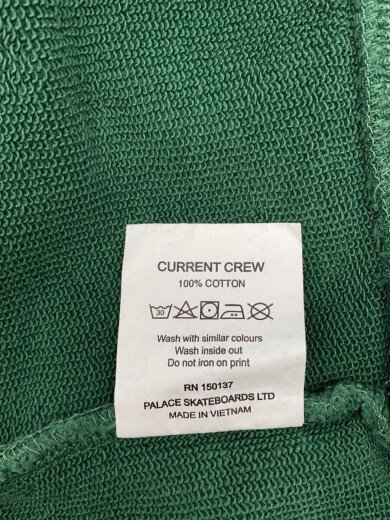 CURRENT CREW
100% COTTON
30
Wash with similar colours
Wash inside out
Do not iron on print
RN 150137
PALACE SKATEBOARDS LTD
MADE IN VIETNAM